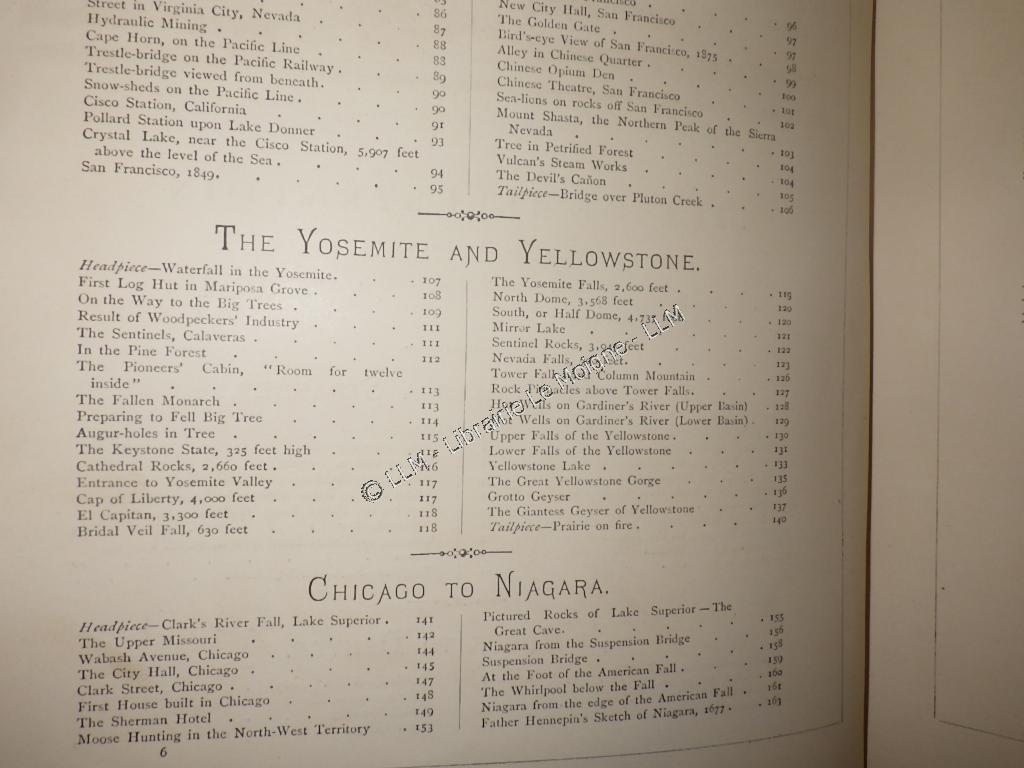 Street in Virginia City, Nevada . . . 86
Hydraulic Mining . . . . . 87
Cape Horn, on the Pacific Line . . . 88
Trestle-bridge on the Pacific Railway . . . 88
Trestle-bridge viewed from beneath . . . 89
Snow-sheds on the Pacific Line . . . . 90
Cisco Station, California . . . . 90
Pollard Station upon Lake Donner . . . 91
Crystal Lake, near the Cisco Station, 5,907 feet . 93
above the level of the Sea . . . . 94
San Francisco, 1849 . . . . . 95
New City Hall, San Francisco . . . 96
The Golden Gate . . . . . 97
Bird's-eye View of San Francisco, 1875 . . 97
Alley in Chinese Quarter . . . . 98
Chinese Opium Den . . . . 99
Chinese Theatre, San Francisco . . . 100
Sea-lions on rocks off San Francisco . . 101
Mount Shasta, the Northern Peak of the Sierra 102
Nevada . . . . . .
Tree in Petrified Forest . . . . 103
Vulcan's Steam Works . . . . 104
The Devil's Cañon . . . . . 104
Tailpiece—Bridge over Pluton Creek . . 105
106
The Yosemite and Yellowstone.
Headpiece—Waterfall in the Yosemite . . . 107
First Log Hut in Mariposa Grove . . . 108
On the Way to the Big Trees . . . . 109
Result of Woodpeckers' Industry . . . 111
The Sentinels, Calaveras . . . . 111
In the Pine Forest . . . . . 112
The Pioneers' Cabin, "Room for twelve
inside" . . . . . . 113
The Fallen Monarch . . . . . 113
Preparing to Fell Big Tree . . . . 114
Augur-holes in Tree . . . . . 115
The Keystone State, 325 feet high . .
Cathedral Rocks, 2,660 feet . . . .
Entrance to Yosemite Valley . . . . 117
Cap of Liberty, 4,000 feet . . . . 117
El Capitan, 3,300 feet . . . . . 118
Bridal Veil Fall, 630 feet . . . . 118
The Yosemite Falls, 2,600 feet . . . . 119
North Dome, 3,568 feet . . . . 120
South, or Half Dome, . . . 120
Mirror Lake . . . . . 121
Sentinel Rocks, feet . . . 122
Nevada Falls, feet . . . 123
Tower Column Mountain . . 126
Rock Pinnacles above Tower Falls . . . 127
Hot Wells on Gardiner's River (Upper Basin) . 128
Hot Wells on Gardiner's River (Lower Basin) . 129
Upper Falls of the Yellowstone . . . . 130
Lower Falls of the Yellowstone . . . 131
Yellowstone Lake . . . . . 133
The Great Yellowstone Gorge . . . 135
Grotto Geyser . . . . . 136
The Giantess Geyser of Yellowstone . . . 137
Tailpiece—Prairie on fire . . . . 140
Chicago to Niagara.
Headpiece—Clark's River Fall, Lake Superior . 141
The Upper Missouri . . . . 142
Wabash Avenue, Chicago . . . . 144
The City Hall, Chicago . . . . 145
Clark Street, Chicago . . . . . 147
First House built in Chicago . . . . 148
The Sherman Hotel . . . . . 149
Moose Hunting in the North-West Territory . 153
6
Pictured Rocks of Lake Superior—The
Great Cave . . . . . . 155
Niagara from the Suspension Bridge . . 156
Suspension Bridge . . . . . 158
At the Foot of the American Fall . . . 159
The Whirlpool below the Fall . . . . 160
Niagara from the edge of the American Fall . 161
Father Hennepin's Sketch of Niagara, 1677 . . 163
© LLM - Librairie Le Moigne - LLM